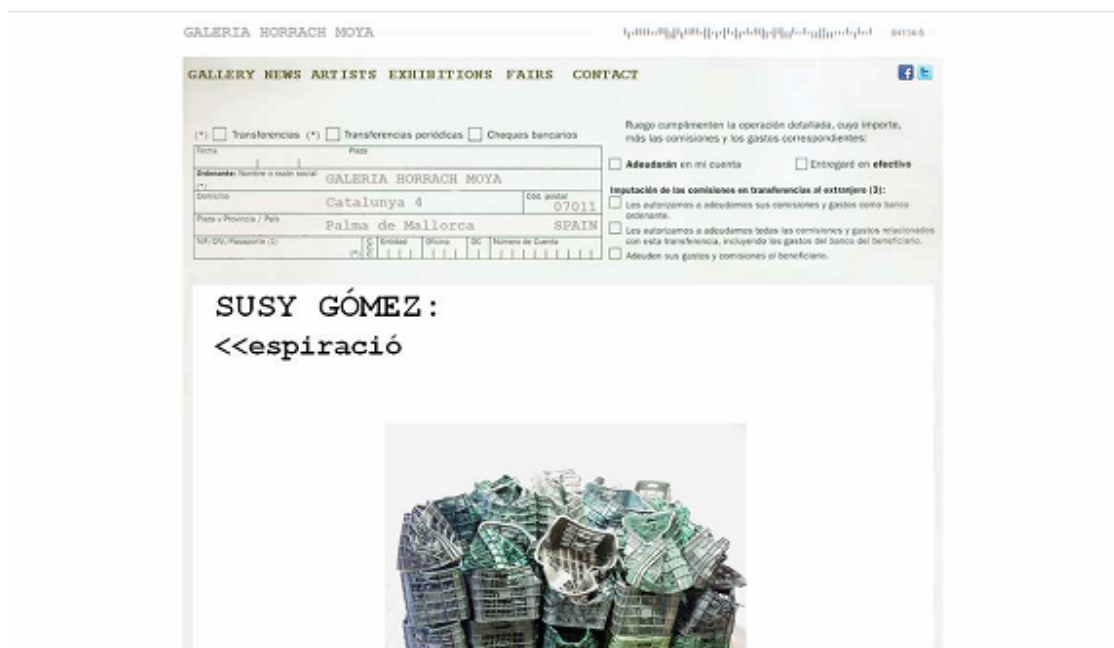 GALERIA HORRACH MOYA
04114-5
GALLERY NEWS ARTISTS EXHIBITIONS FAIRS CONTACT
(*) Transferencias (*) Transferencias periódicas Cheques bancarios
Fecha Plaza
Ordenante: Nombre o razón social
(*)
GALERIA HORRACH MOYA
Domicilio Catalunya 4 Cód. postal 07011
Plaza y Provincia / País Palma de Mallorca SPAIN
Entidad Oficina DC Número de Cuenta
(*)
Ruego cumplimenten la operación detallada, cuyo importe,
más las comisiones y los gastos correspondientes:
Adeudarán en mi cuenta Entregaré en efectivo
Imputación de las comisiones en transferencias al extranjero (3):
Les autorizamos a adeudarnos sus comisiones y gastos como banco
ordenante.
Les autorizamos a adeudarnos todas las comisiones y gastos relacionados
con esta transferencia, incluyendo los gastos del banco del beneficiario.
Adeuden sus gastos y comisiones al beneficiario.
SUSY GÓMEZ:
<<espiració